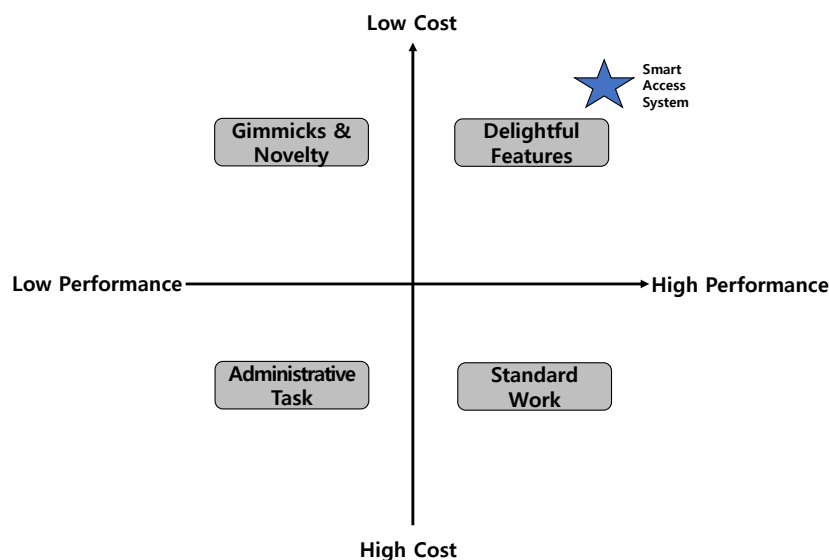 Low Cost
Smart
Access
System
Gimmicks &
Novelty
Delightful
Features
Low Performance
High Performance
Administrative
Task
Standard
Work
High Cost